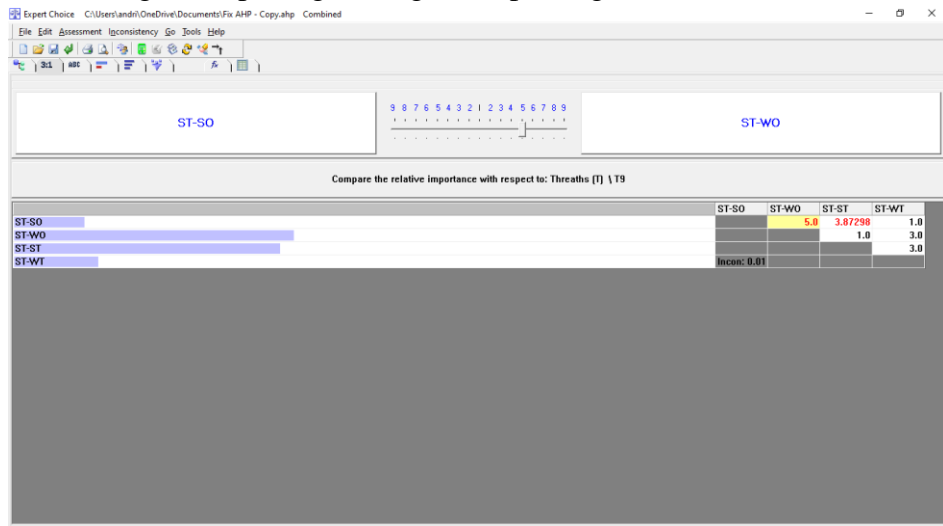 Expert Choice C:\Users\andri\OneDrive\Documents\Fix AHP - Copy.ahp Combined
File Edit Assessment Inconsistency Go Tools Help
3:1 ABC
ST-SO
9 8 7 6 5 4 3 2 1 2 3 4 5 6 7 8 9
ST-WO
Compare the relative importance with respect to: Threaths (T) \ T9
ST-SO ST-WO ST-ST ST-WT
ST-SO 5.0 3.87298 1.0
ST-WO 1.0 3.0
ST-ST 3.0
ST-WT Incon: 0.01